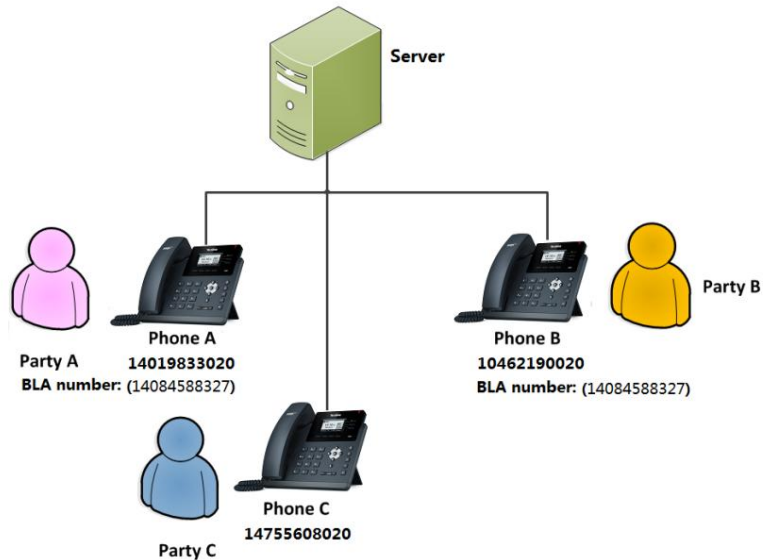 Server
Party A
Phone A
14019833020
BLA number: (14084588327)
Phone B
10462190020
BLA number: (14084588327)
Party B
Party C
Phone C
14755608020